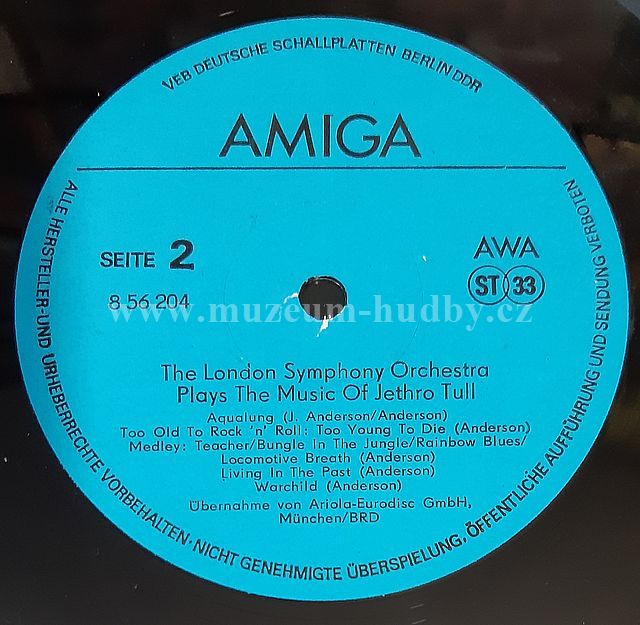 VEB DEUTSCHE SCHALLPLATTEN BERLIN DDR
AMIGA
SEITE 2
AWA
8 56 204
ST 33
www.muzeum-hudby.cz
The London Symphony Orchestra
Plays The Music Of Jethro Tull
Aqualung (J. Anderson/Anderson)
Too Old To Rock 'n' Roll: Too Young To Die (Anderson)
Medley: Teacher/Bungle In The Jungle/Rainbow Blues/
Locomotive Breath (Anderson)
Living In The Past (Anderson)
Warchild (Anderson)
Übernahme von Ariola-Eurodisc GmbH,
München/BRD
ALLE HERSTELLER- UND URHEBERRECHTE VORBEHALTEN · NICHT GENEHMIGTE ÜBERSPIELUNG, ÖFFENTLICHE AUFFÜHRUNG UND SENDUNG VERBOTEN